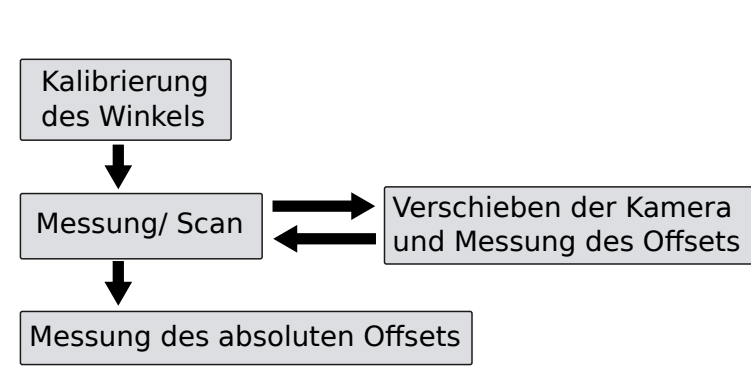 Kalibrierung
des Winkels
Messung/ Scan
Verschieben der Kamera
und Messung des Offsets
Messung des absoluten Offsets